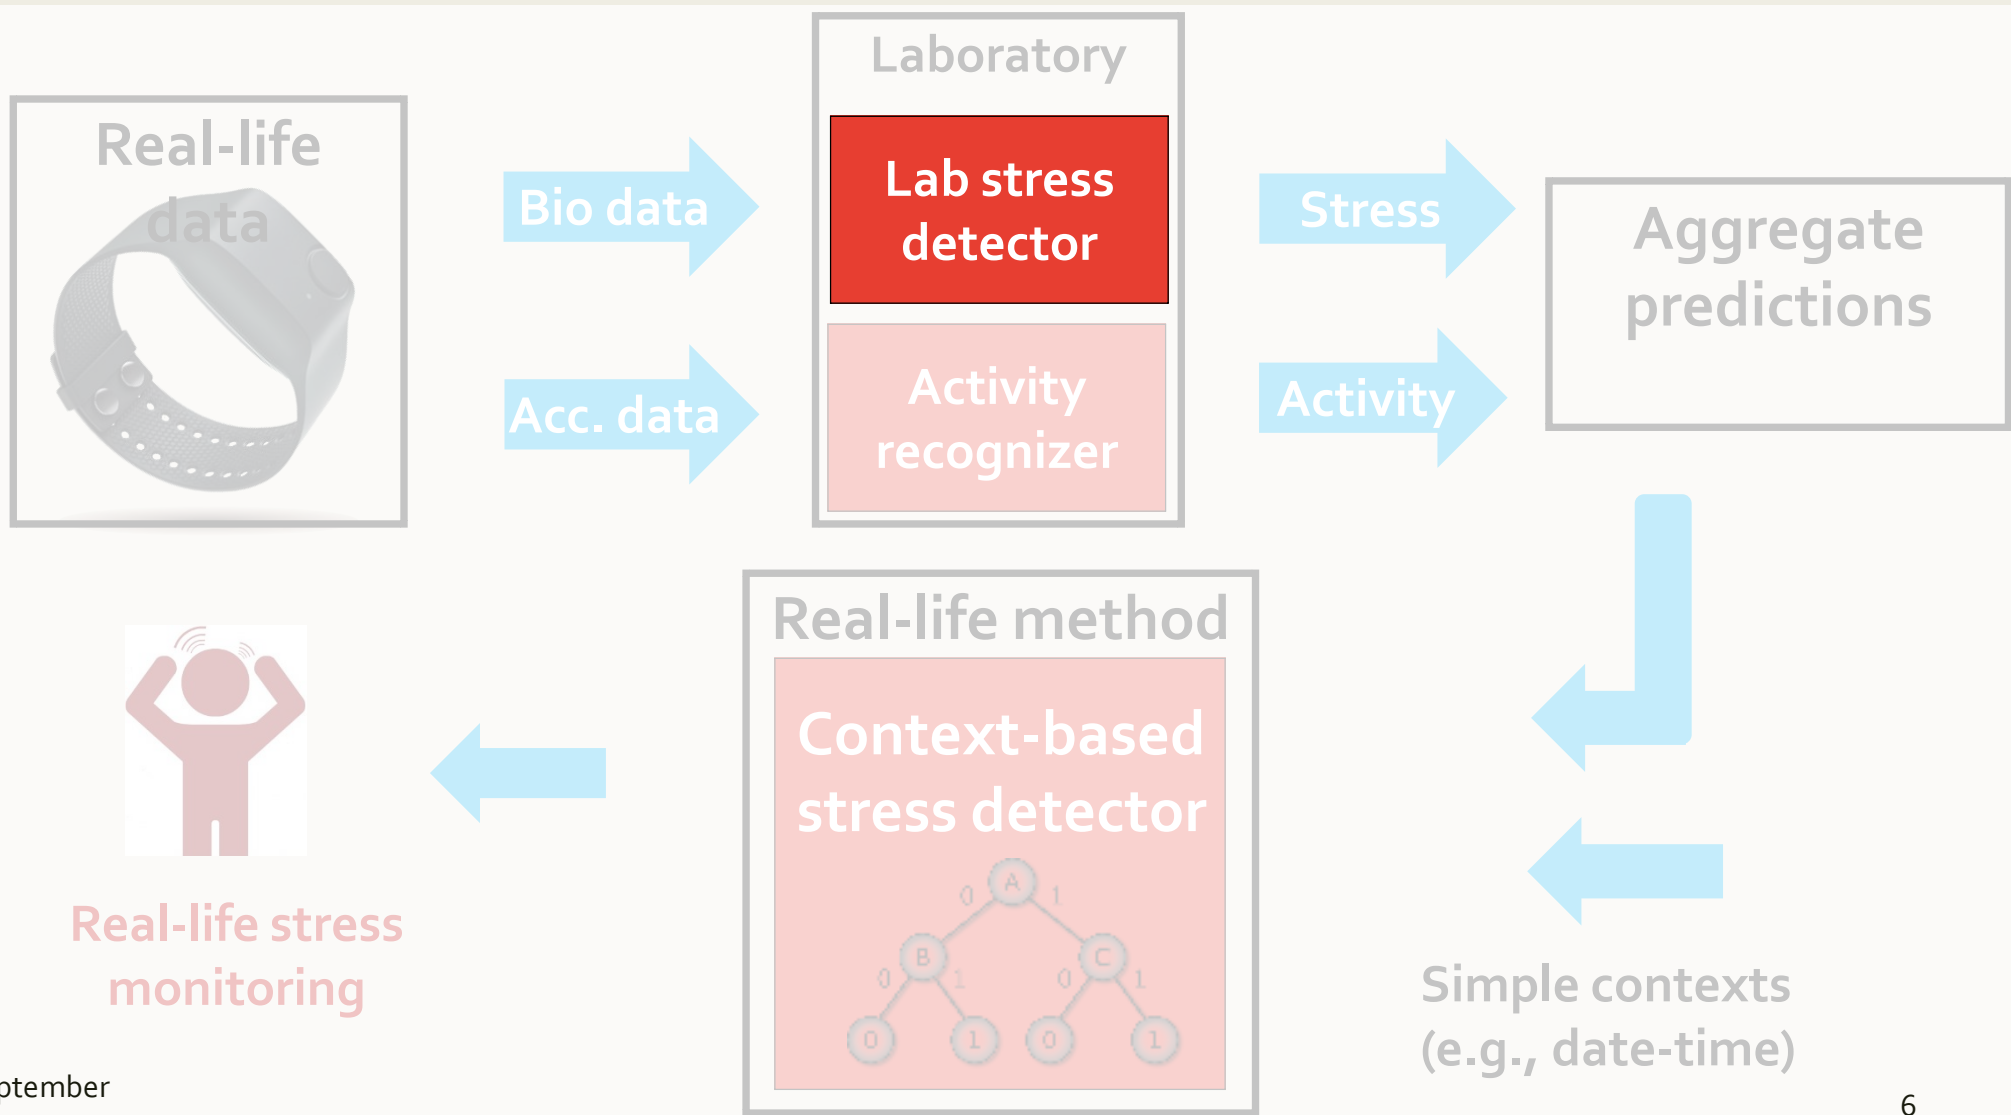 Laboratory
Real-life
data
Bio data
Lab stress
detector
Stress
Aggregate
predictions
Acc. data
Activity
recognizer
Activity
Real-life method
Context-based
stress detector
A
0
1
B
C
0
1
0
1
0
1
0
1
Real-life stress
monitoring
Simple contexts
(e.g., date-time)
ptember
6